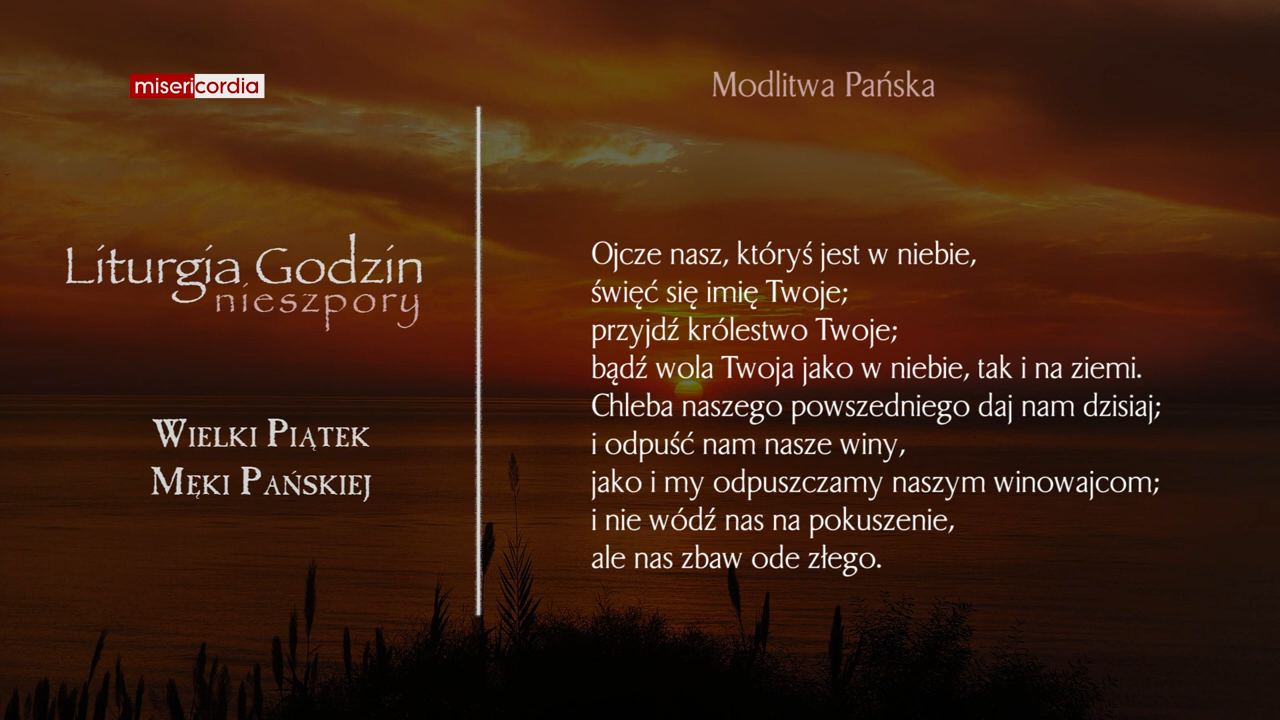 misericordia
Liturgia Godzin
nieszpory
Wielki Piątek
Męki Pańskiej
Modlitwa Pańska
Ojcze nasz, któryś jest w niebie,
święć się imię Twoje;
przyjdź królestwo Twoje;
bądź wola Twoja jako w niebie, tak i na ziemi.
Chleba naszego powszedniego daj nam dzisiaj;
i odpuść nam nasze winy,
jako i my odpuszczamy naszym winowajcom;
i nie wódź nas na pokuszenie,
ale nas zbaw ode złego.